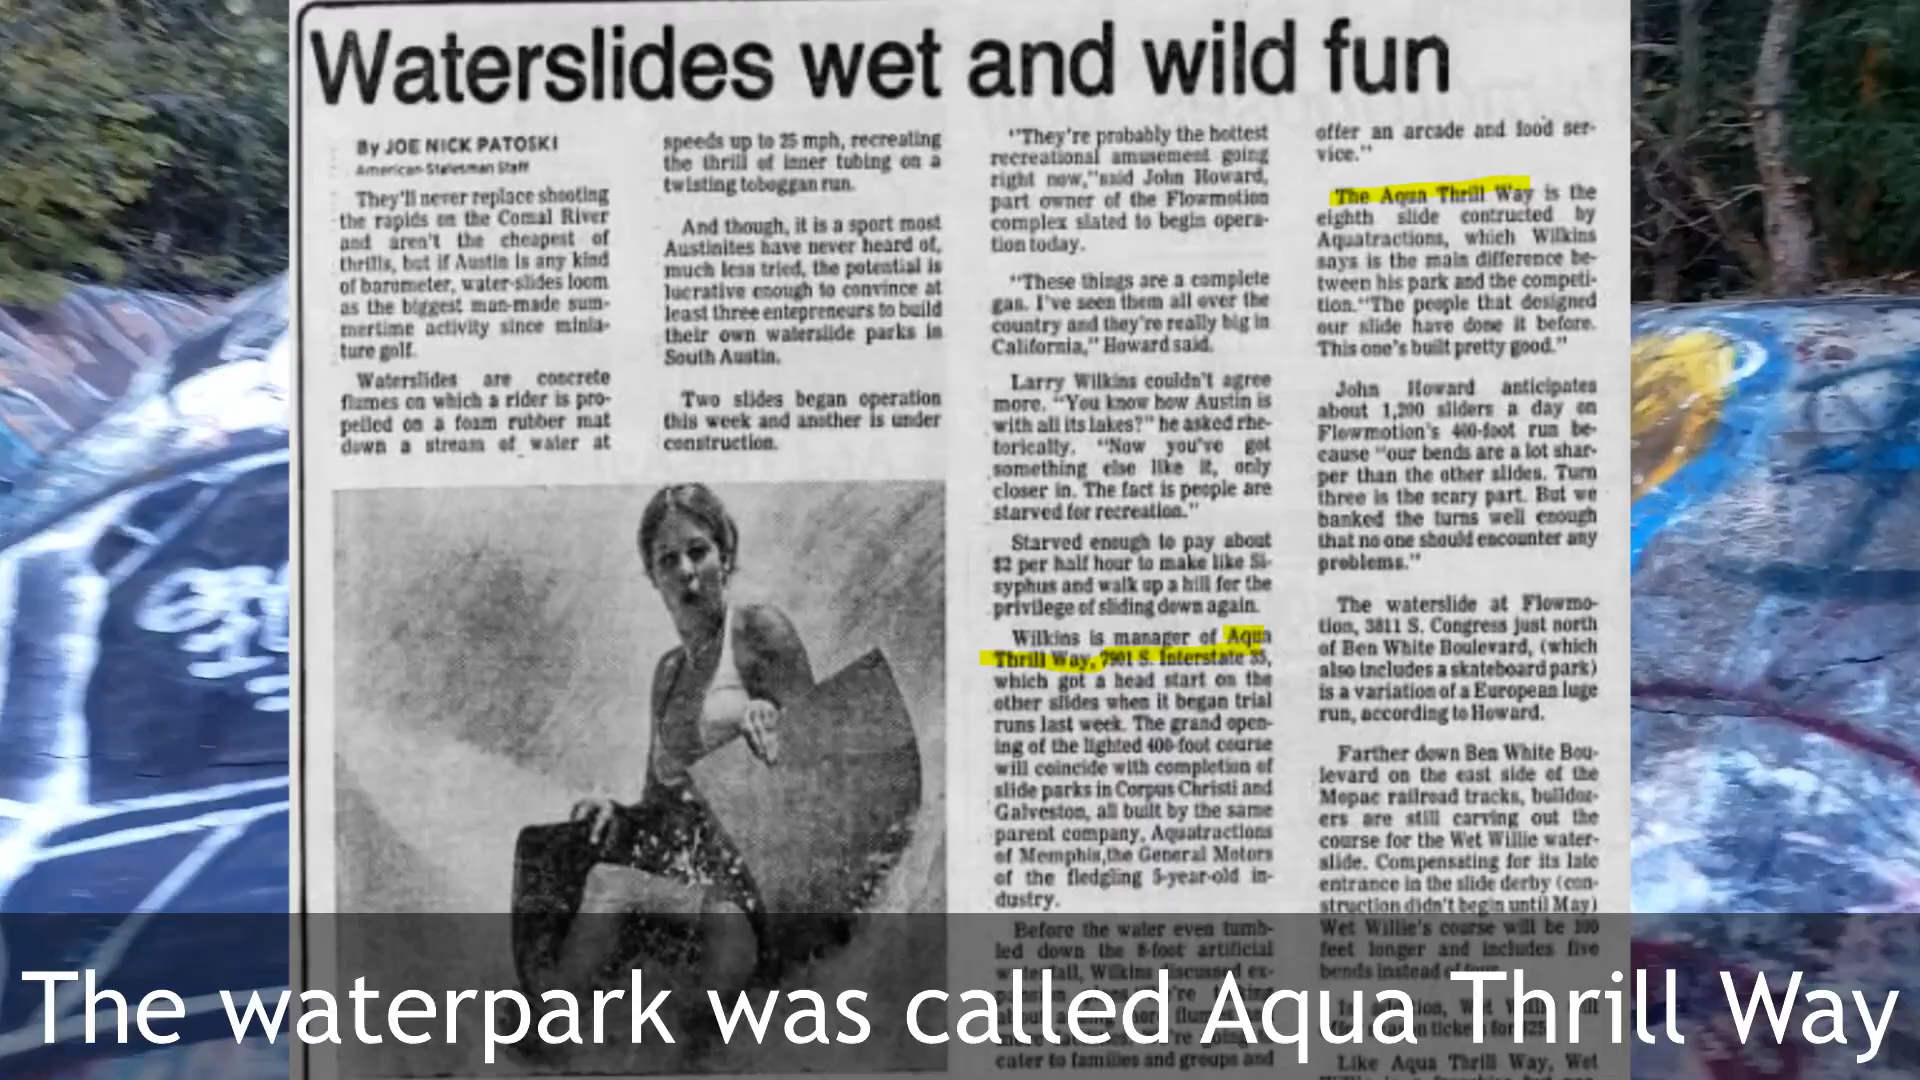 Waterslides wet and wild fun
By JOE NICK PATOSKI
American-Statesman Staff
They'll never replace shooting
the rapids on the Comal River
and aren't the cheapest of
thrills, but if Austin is any kind
of barometer, water-slides loom
as the biggest man-made sum-
mertime activity since minia-
ture golf.
Waterslides are concrete
flumes on which a rider is pro-
pelled on a foam rubber mat
down a stream of water at
speeds up to 25 mph, recreating
the thrill of inner tubing on a
twisting toboggan run.
And though, it is a sport most
Austinites have never heard of,
much less tried, the potential is
lucrative enough to convince at
least three entepreneurs to build
their own waterslide parks in
South Austin.
Two slides began operation
this week and another is under
construction.
"They're probably the hottest
recreational amusement going
right now,"said John Howard,
part owner of the Flowmotion
complex slated to begin opera-
tion today.
"These things are a complete
gas. I've seen them all over the
country and they're really big in
California," Howard said.
Larry Wilkins couldn't agree
more. "You know how Austin is
with all its lakes?" he asked rhe-
torically. "Now you've got
something else like it, only
closer in. The fact is people are
starved for recreation."
Starved enough to pay about
$2 per half hour to make like Si-
syphus and walk up a hill for the
privilege of sliding down again.
Wilkins is manager of Aqua
Thrill Way, 7901 S. Interstate 35,
which got a head start on the
other slides when it began trial
runs last week. The grand open-
ing of the lighted 400-foot course
will coincide with completion of
slide parks in Corpus Christi and
Galveston, all built by the same
parent company, Aquatractions
of Memphis,the General Motors
of the fledgling 5-year-old in-
dustry.
Before the water even tumb-
led down the 8-foot artificial
waterfall, Wilkins discussed ex-
cater to families and groups and
offer an arcade and food ser-
vice."
The Aqua Thrill Way is the
eighth slide contructed by
Aquatractions, which Wilkins
says is the main difference be-
tween his park and the competi-
tion."The people that designed
our slide have done it before.
This one's built pretty good."
John Howard anticipates
about 1,200 sliders a day on
Flowmotion's 400-foot run be-
cause "our bends are a lot shar-
per than the other slides. Turn
three is the scary part. But we
banked the turns well enough
that no one should encounter any
problems."
The waterslide at Flowmo-
tion, 3811 S. Congress just north
of Ben White Boulevard, (which
also includes a skateboard park)
is a variation of a European luge
run, according to Howard.
Farther down Ben White Bou-
levard on the east side of the
Mopac railroad tracks, bulldoz-
ers are still carving out the
course for the Wet Willie water-
slide. Compensating for its late
entrance in the slide derby (con-
struction didn't begin until May)
Wet Willie's course will be 100
feet longer and includes five
bends instead of
Like Aqua Thrill Way, Wet
The waterpark was called Aqua Thrill Way